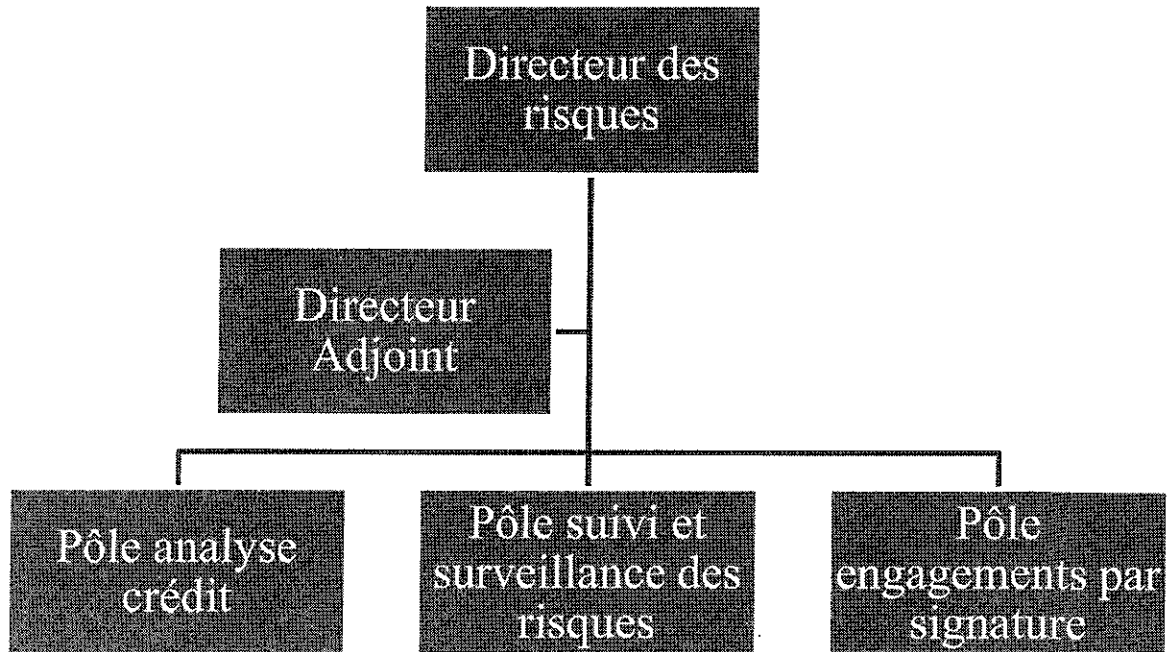 Directeur des
risques
Directeur
Adjoint
Pôle analyse
crédit
Pôle suivi et
surveillance des
risques
Pôle
engagements par
signature